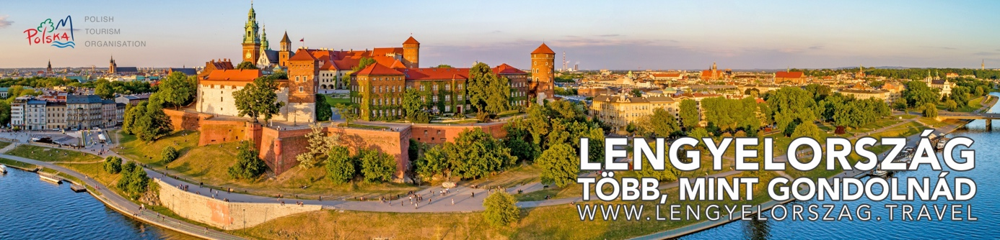 Polska
POLISH
TOURISM
ORGANISATION
LENGYELORSZÁG
TÖBB, MINT GONDOLNÁD
WWW.LENGYELORSZAG.TRAVEL